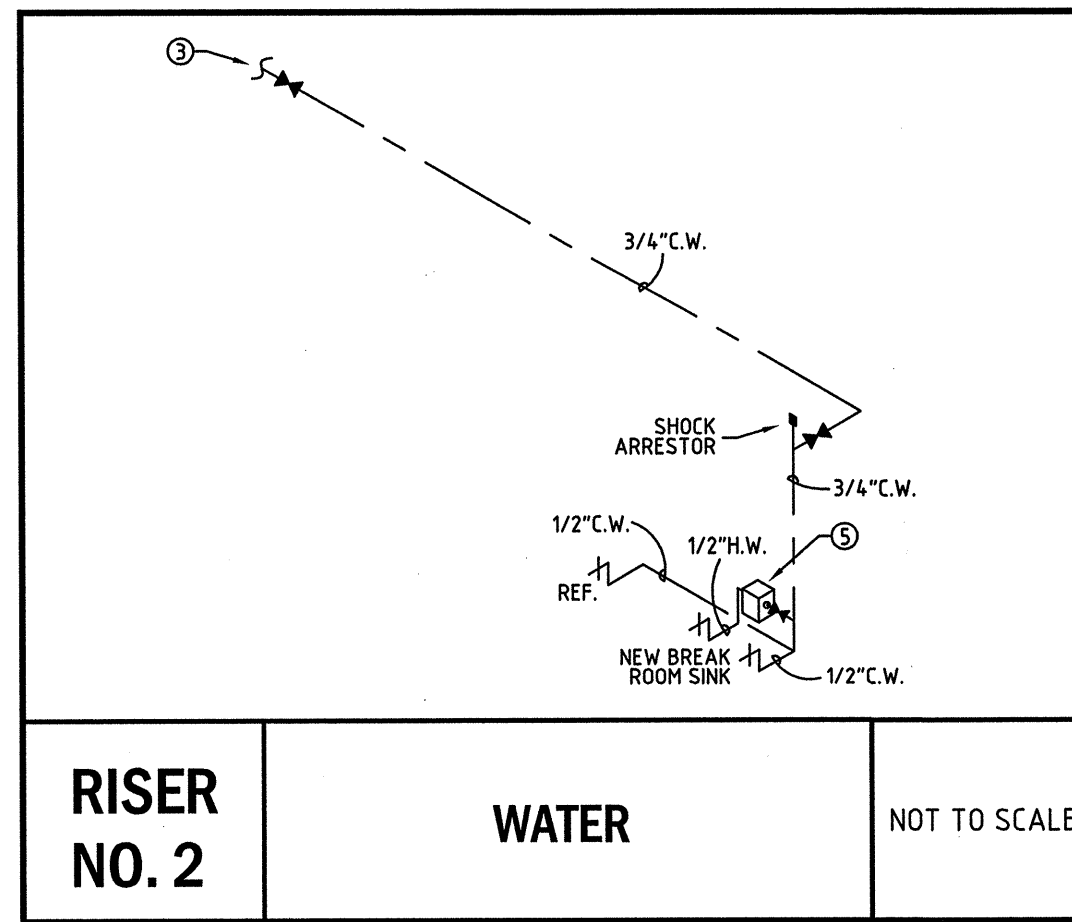 3
3/4"C.W.
SHOCK
ARRESTOR
3/4"C.W.
1/2"C.W.
1/2"H.W.
5
REF.
NEW BREAK
ROOM SINK
1/2"C.W.
RISER
NO. 2
WATER
NOT TO SCALE